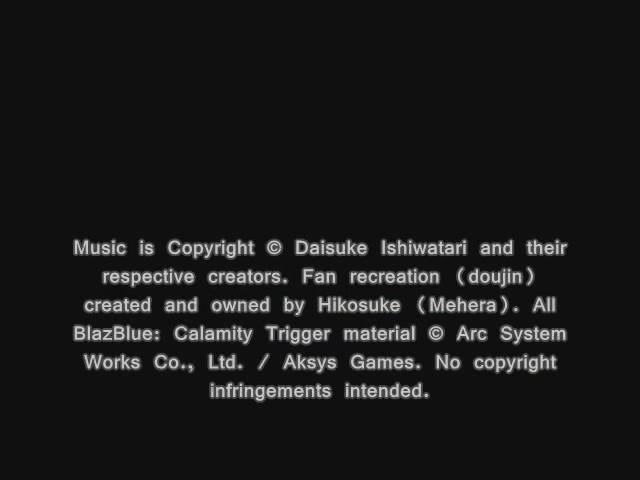 Music is Copyright © Daisuke Ishiwatari and their
respective creators. Fan recreation (doujin)
created and owned by Hikosuke (Mehera). All
BlazBlue: Calamity Trigger material © Arc System
Works Co., Ltd. / Aksys Games. No copyright
infringements intended.